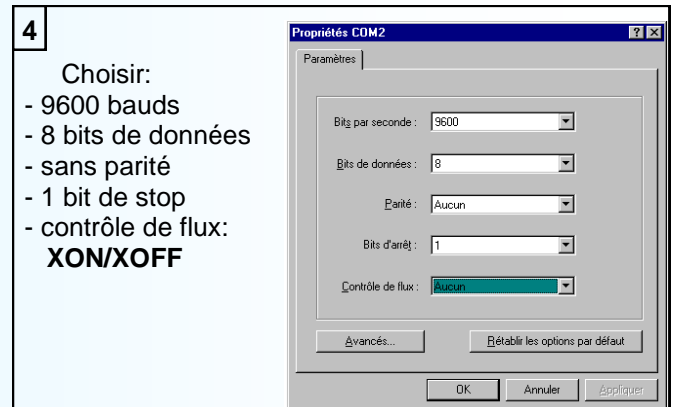 4
Choisir:
- 9600 bauds
- 8 bits de données
- sans parité
- 1 bit de stop
- contrôle de flux:
XON/XOFF
Propriétés COM2
Paramètres
Bits par seconde : 9600
Bits de données : 8
Parité : Aucun
Bits d'arrêt : 1
Contrôle de flux : Aucun
Avancés... Rétablir les options par défaut
OK Annuler Appliquer